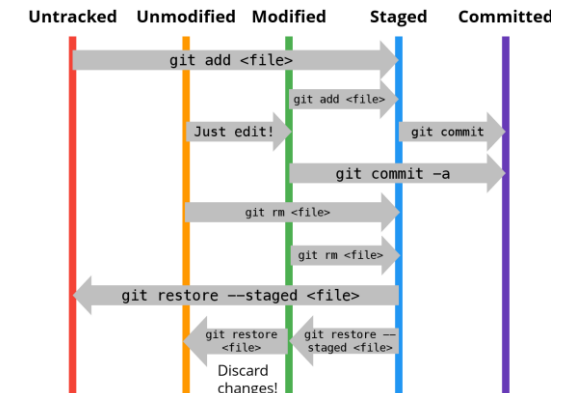 Untracked Unmodified Modified Staged Committed
git add <file>
git add <file>
Just edit!
git commit
git commit -a
git rm <file>
git rm <file>
git restore --staged <file>
git restore
<file>
git restore --
staged <file>
Discard
changes!